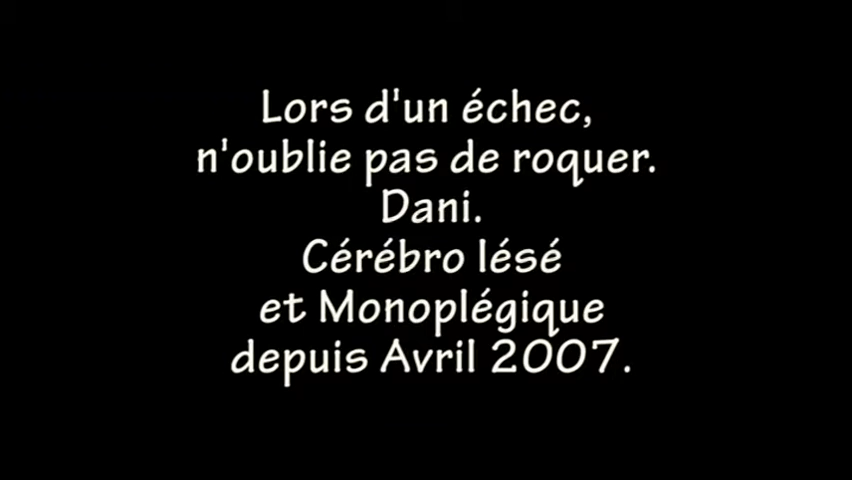 Lors d'un échec,
n'oublie pas de roquer.
Dani.
Cérébro lésé
et Monoplégique
depuis Avril 2007.